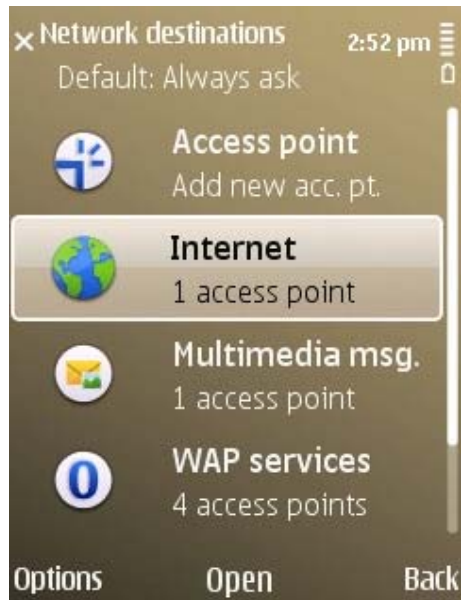 Network destinations
2:52 pm
Default: Always ask
Access point
Add new acc. pt.
Internet
1 access point
Multimedia msg.
1 access point
WAP services
4 access points
Options Open Back